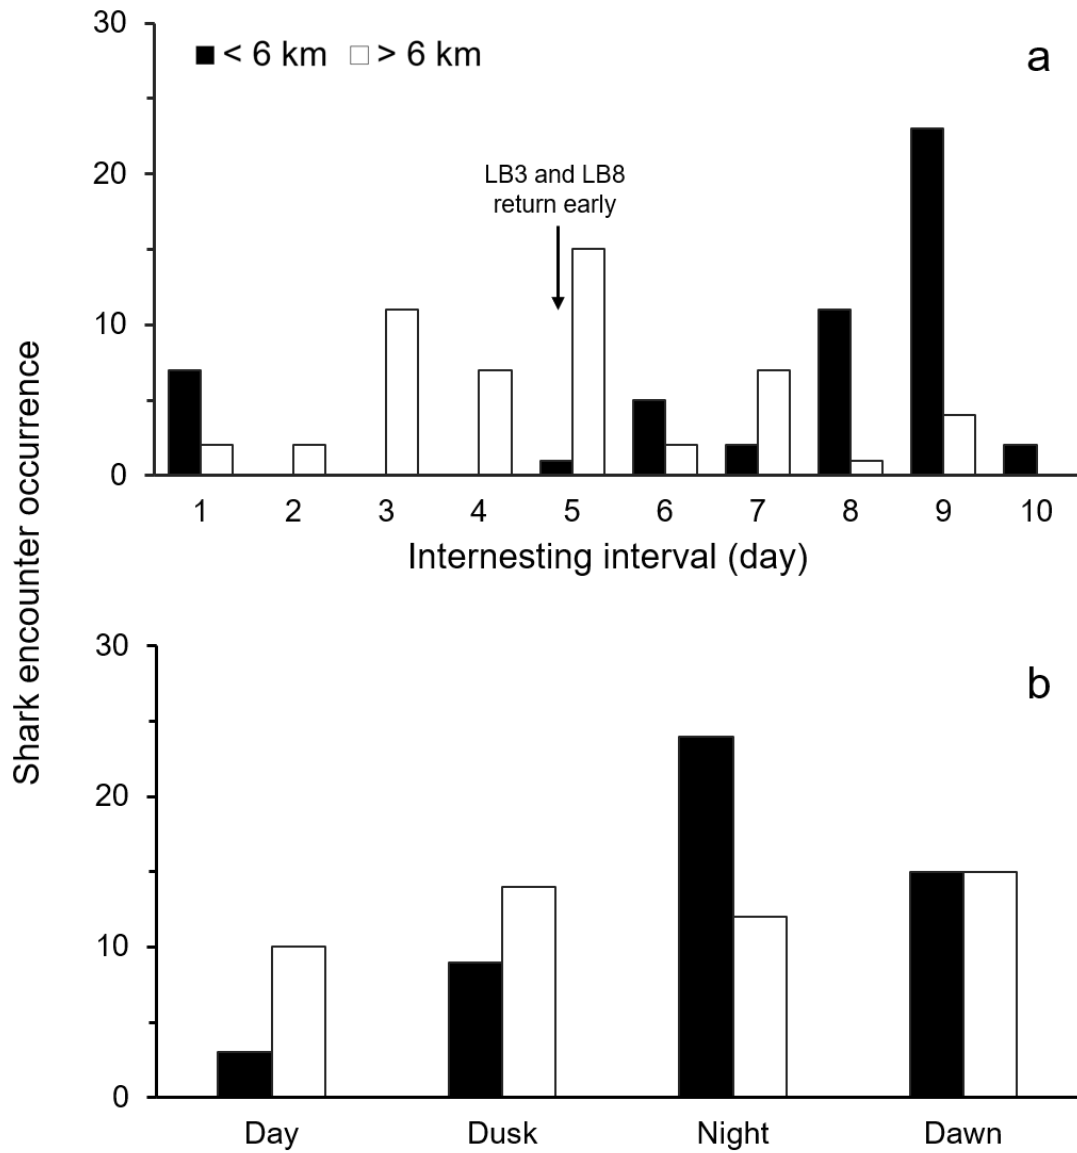 Shark encounter occurrence
30
20
10
0
< 6 km > 6 km
a
LB3 and LB8
return early
1 2 3 4 5 6 7 8 9 10
Internesting interval (day)
30
20
10
0
b
Day Dusk Night Dawn